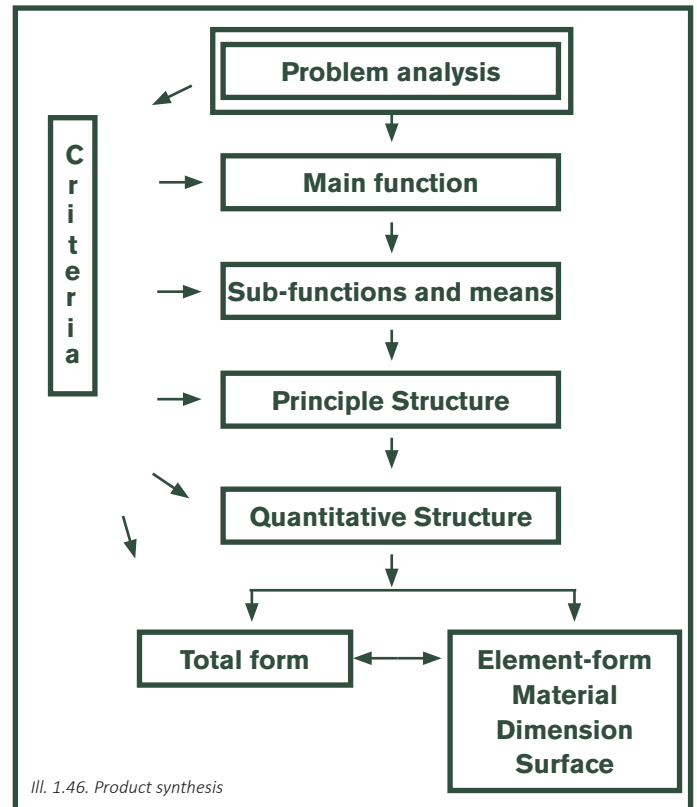 Problem analysis
Criteria
Main function
Sub-functions and means
Principle Structure
Quantitative Structure
Total form
Element-form
Material
Dimension
Surface
Ill. 1.46. Product synthesis